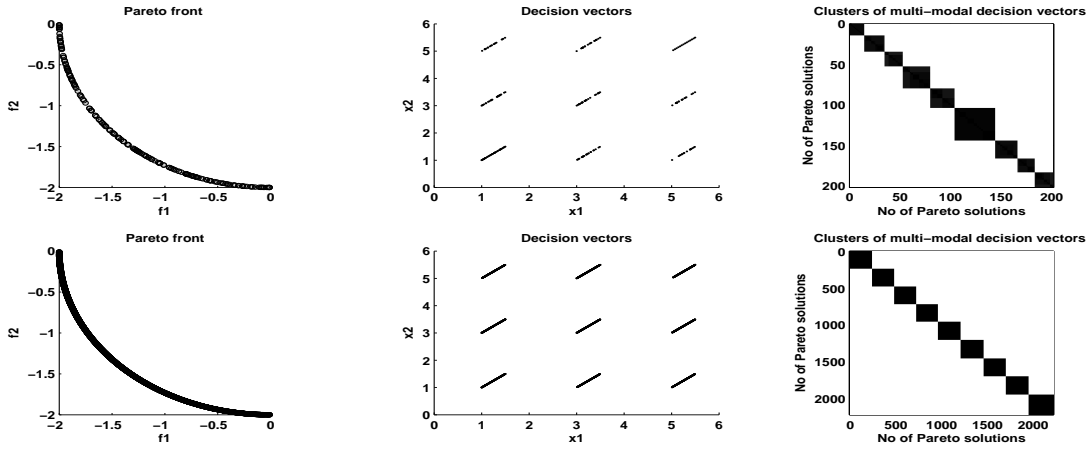 Pareto front
0
−0.5
−1
−1.5
−2
−2 −1.5 −1 −0.5 0
f2
f1
Decision vectors
6
5
4
3
2
1
0
0 1 2 3 4 5 6
x2
x1
Clusters of multi−modal decision vectors
0
50
100
150
200
0 50 100 150 200
No of Pareto solutions
No of Pareto solutions
Pareto front
0
−0.5
−1
−1.5
−2
−2 −1.5 −1 −0.5 0
f2
f1
Decision vectors
6
5
4
3
2
1
0
0 1 2 3 4 5 6
x2
x1
Clusters of multi−modal decision vectors
0
500
1000
1500
2000
0 500 1000 1500 2000
No of Pareto solutions
No of Pareto solutions